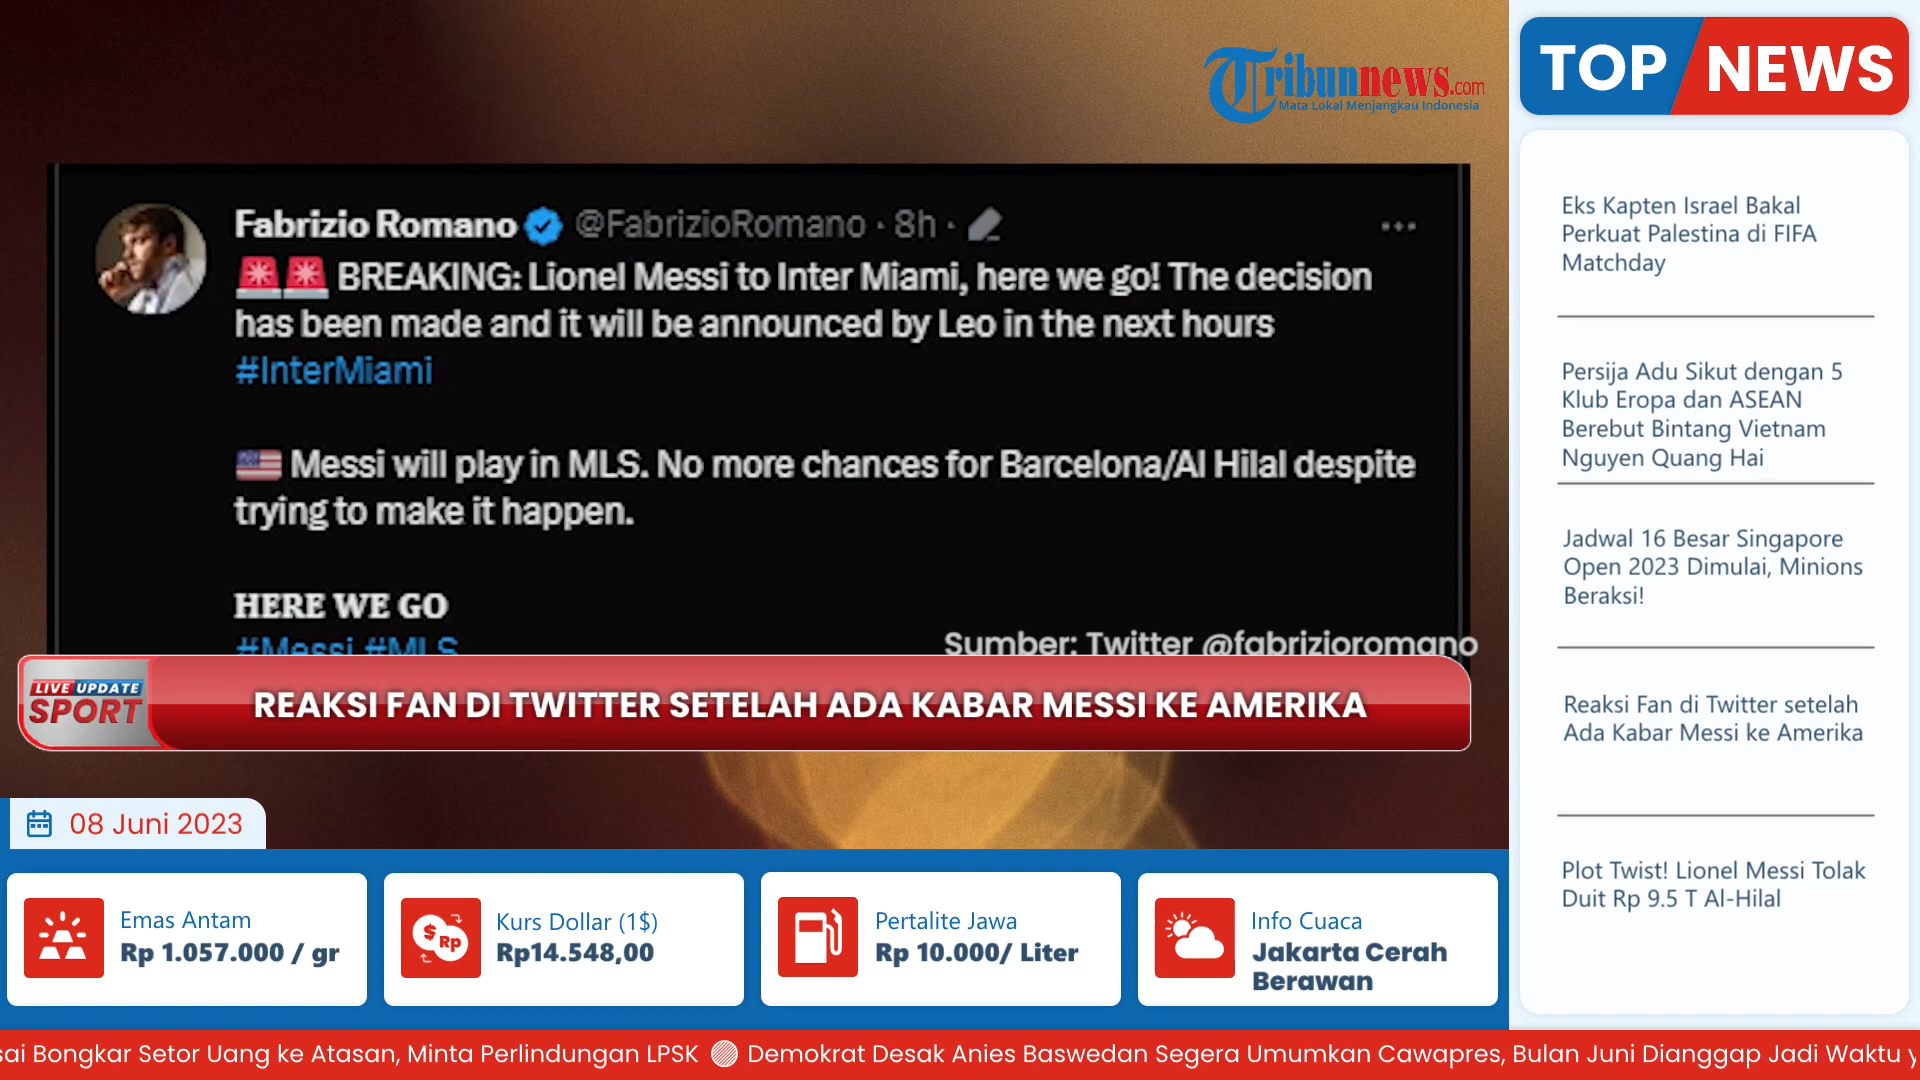 Tribunnews.com
Mata Lokal Menjangkau Indonesia
Fabrizio Romano @FabrizioRomano · 8h ·
🚨🚨 BREAKING: Lionel Messi to Inter Miami, here we go! The decision
has been made and it will be announced by Leo in the next hours
#InterMiami
🇺🇸 Messi will play in MLS. No more chances for Barcelona/Al Hilal despite
trying to make it happen.
HERE WE GO
#Messi #MLS
Sumber: Twitter @fabrizioromano
LIVE UPDATE
SPORT
REAKSI FAN DI TWITTER SETELAH ADA KABAR MESSI KE AMERIKA
08 Juni 2023
Emas Antam
Rp 1.057.000 / gr
Kurs Dollar (1$)
Rp14.548,00
Pertalite Jawa
Rp 10.000/ Liter
Info Cuaca
Jakarta Cerah
Berawan
TOP NEWS
Eks Kapten Israel Bakal
Perkuat Palestina di FIFA
Matchday
Persija Adu Sikut dengan 5
Klub Eropa dan ASEAN
Berebut Bintang Vietnam
Nguyen Quang Hai
Jadwal 16 Besar Singapore
Open 2023 Dimulai, Minions
Beraksi!
Reaksi Fan di Twitter setelah
Ada Kabar Messi ke Amerika
Plot Twist! Lionel Messi Tolak
Duit Rp 9.5 T Al-Hilal
sai Bongkar Setor Uang ke Atasan, Minta Perlindungan LPSK Demokrat Desak Anies Baswedan Segera Umumkan Cawapres, Bulan Juni Dianggap Jadi Waktu